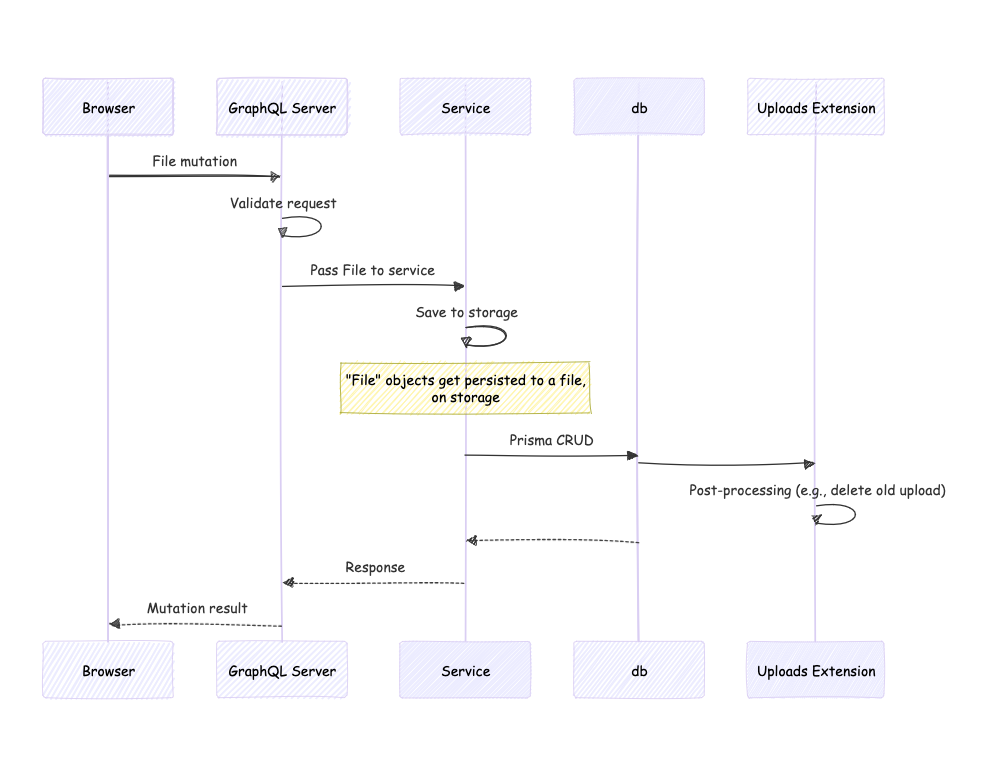 Browser
GraphQL Server
Service
db
Uploads Extension
File mutation
Validate request
Pass File to service
Save to storage
"File" objects get persisted to a file,
on storage
Prisma CRUD
Post-processing (e.g., delete old upload)
Response
Mutation result
Browser
GraphQL Server
Service
db
Uploads Extension